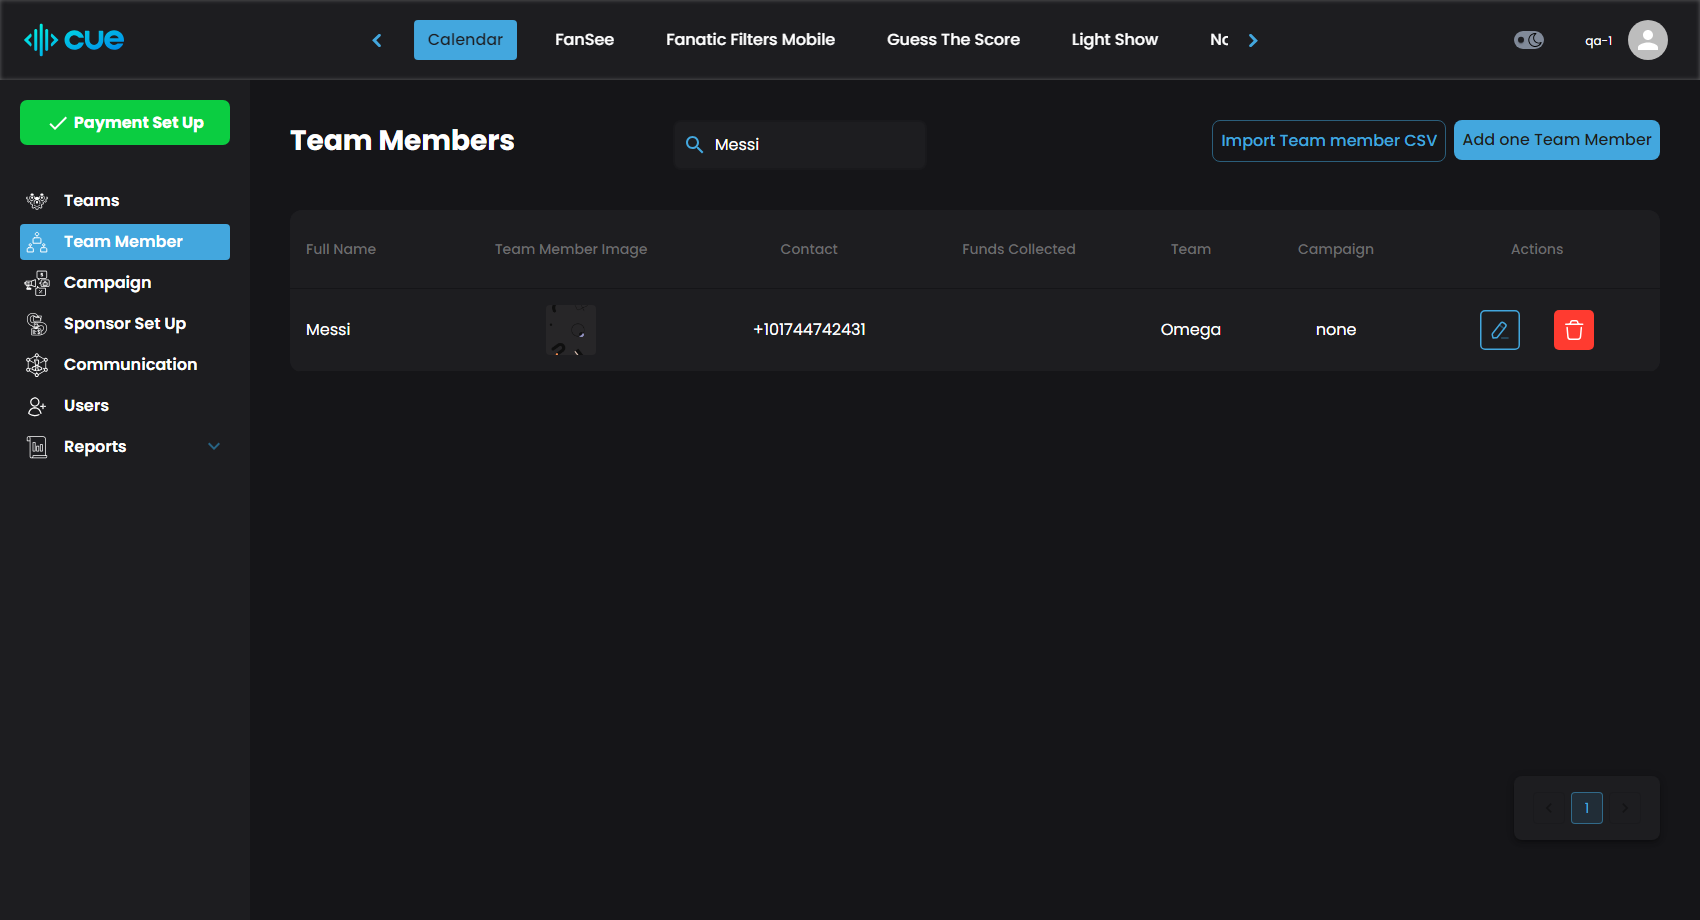 cue
Calendar
FanSee
Fanatic Filters Mobile
Guess The Score
Light Show
qa-1
Payment Set Up
Teams
Team Member
Campaign
Sponsor Set Up
Communication
Users
Reports
Team Members
Messi
Import Team member CSV
Add one Team Member
Full Name Team Member Image Contact Funds Collected Team Campaign Actions
Messi +101744742431 Omega none
1